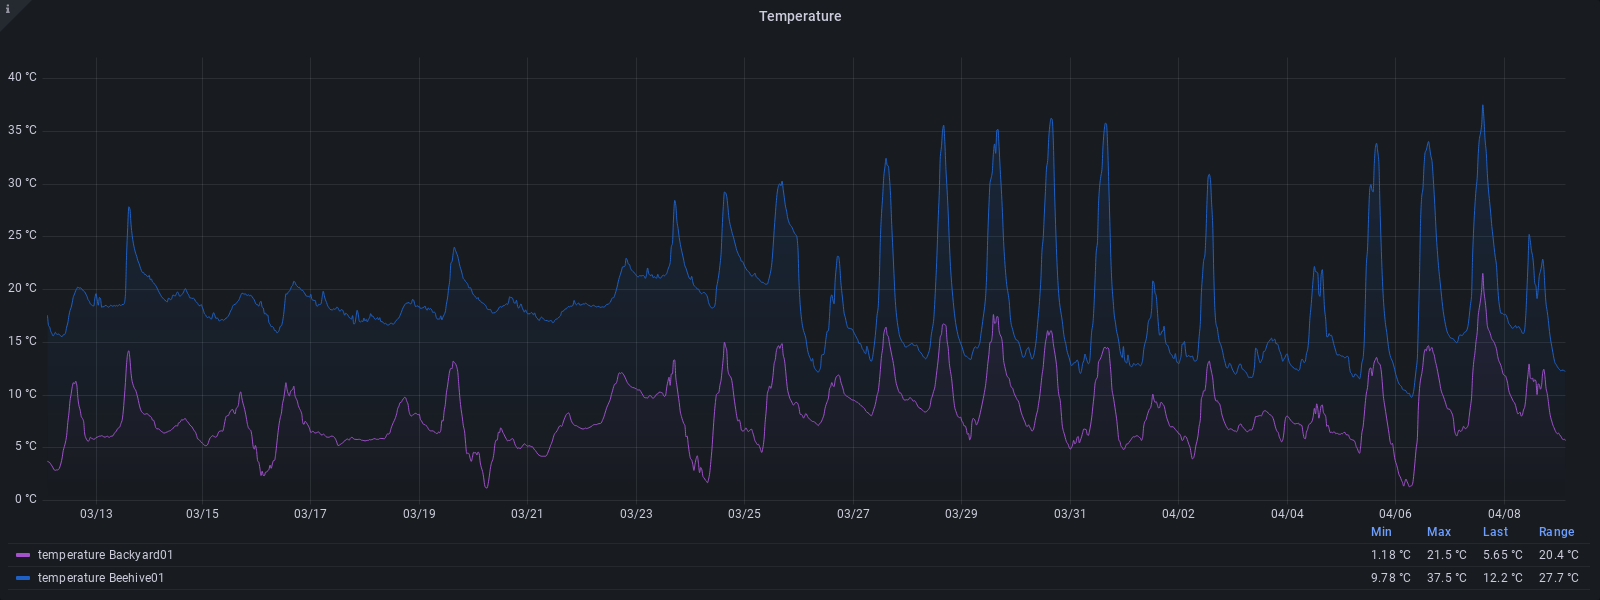 i
Temperature
40 °C
35 °C
30 °C
25 °C
20 °C
15 °C
10 °C
5 °C
0 °C
03/13 03/15 03/17 03/19 03/21 03/23 03/25 03/27 03/29 03/31 04/02 04/04 04/06 04/08
Min Max Last Range
temperature Backyard01 1.18 °C 21.5 °C 5.65 °C 20.4 °C
temperature Beehive01 9.78 °C 37.5 °C 12.2 °C 27.7 °C